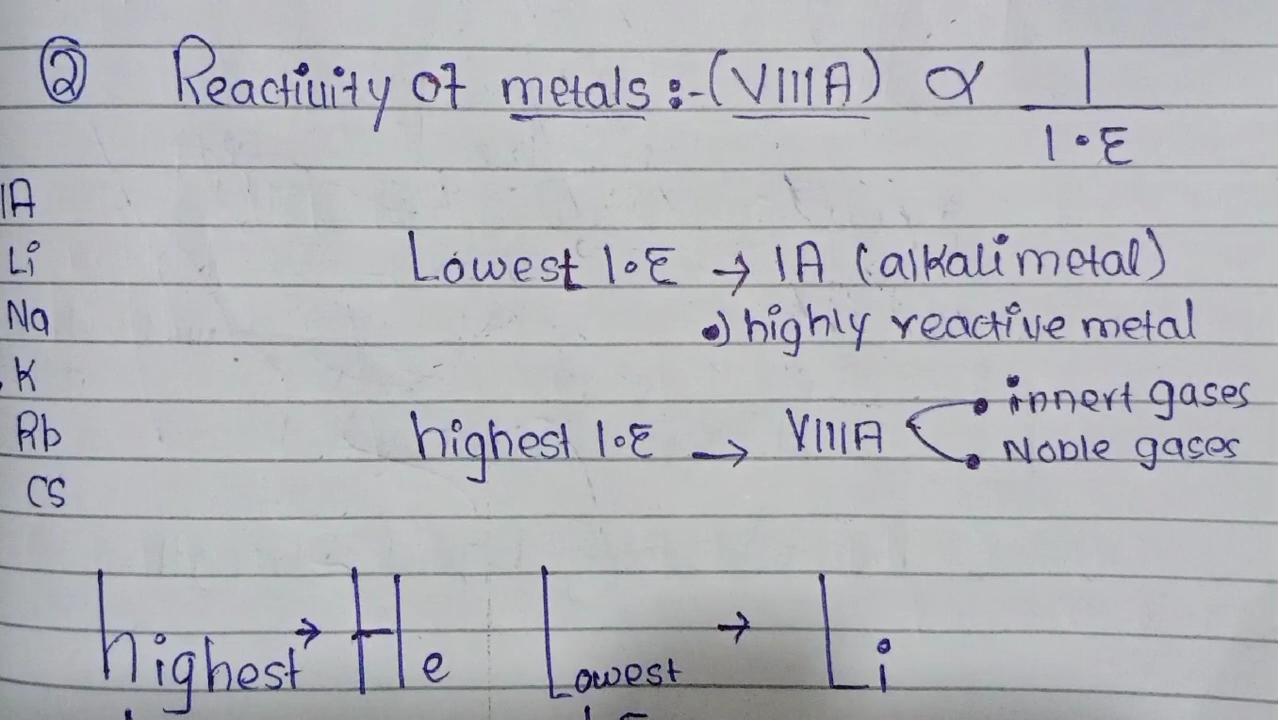 ② Reactivity of metals :- (VIIIA) ∝ 1/I.E
IA
Li
Lowest I.E → IA (alkali metal)
Na
•) highly reactive metal
K
• innert gases
Rb
highest I.E → VIIIA
• Noble gases
Cs
highest → He Lowest → Li